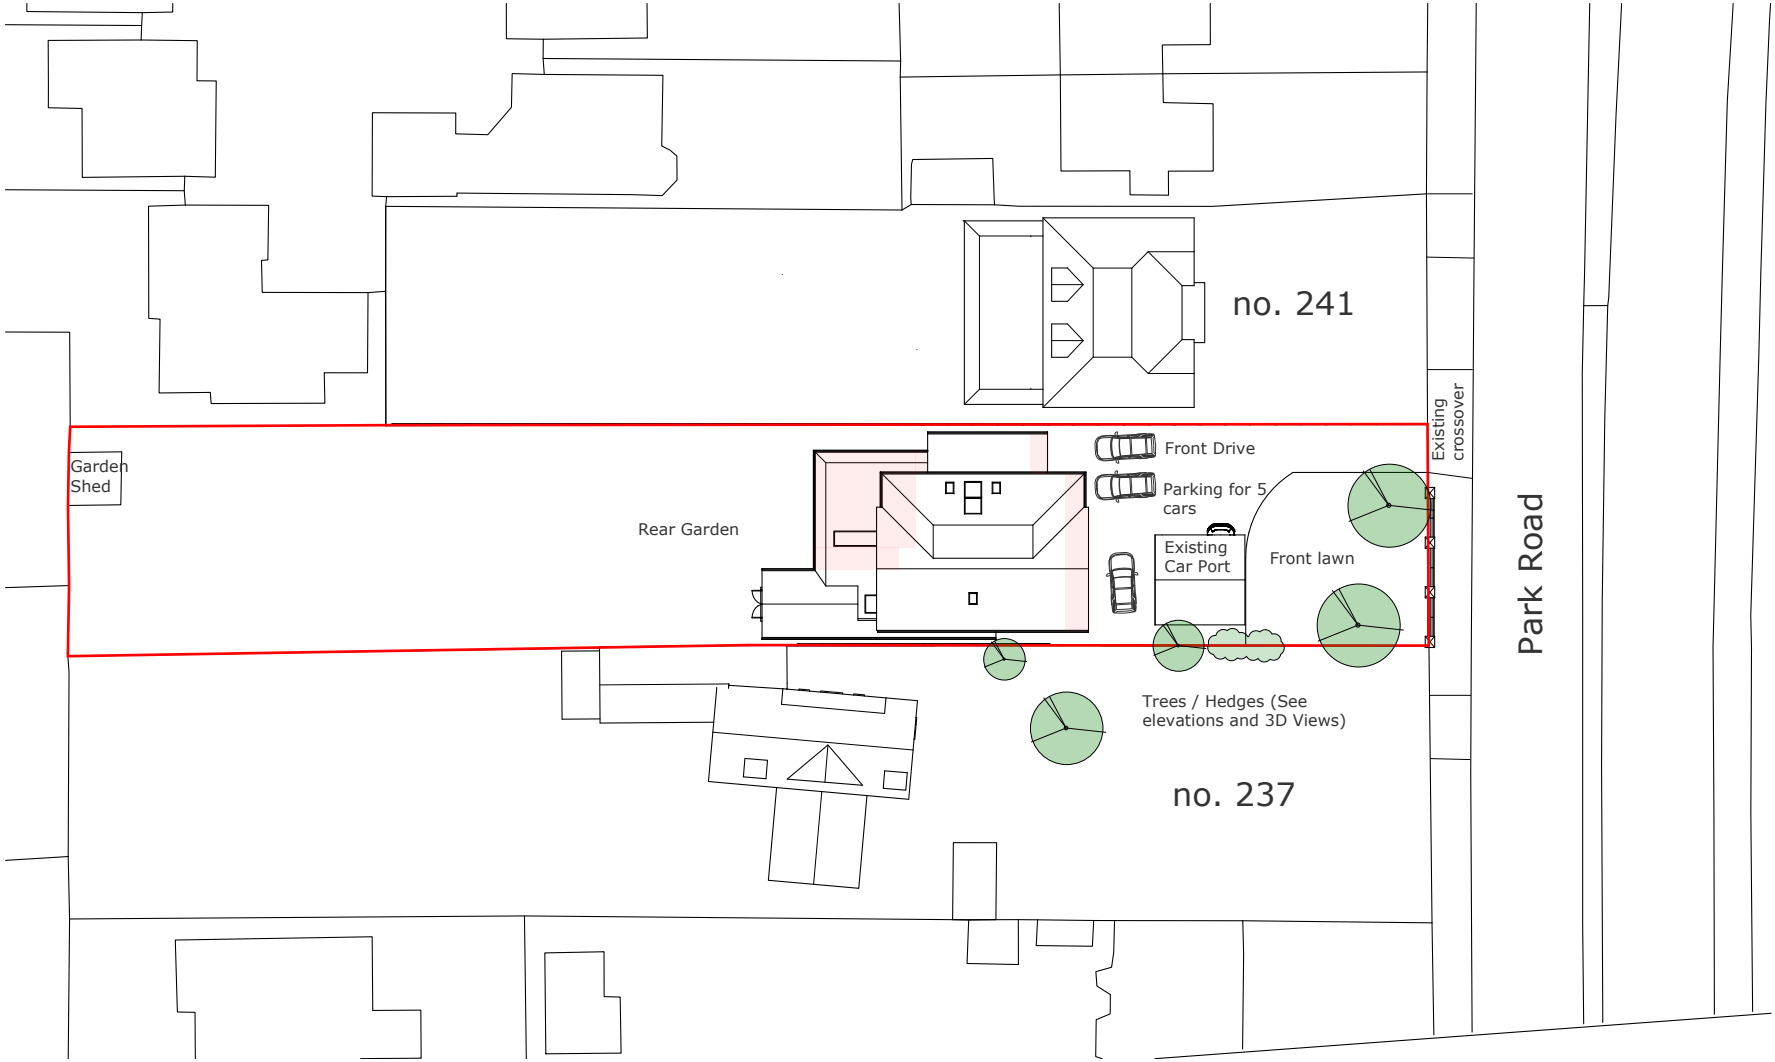 no. 241
Existing
crossover
Garden
Shed
Front Drive
Parking for 5
cars
Rear Garden
Existing
Car Port
Front lawn
Park Road
Trees / Hedges (See
elevations and 3D Views)
no. 237